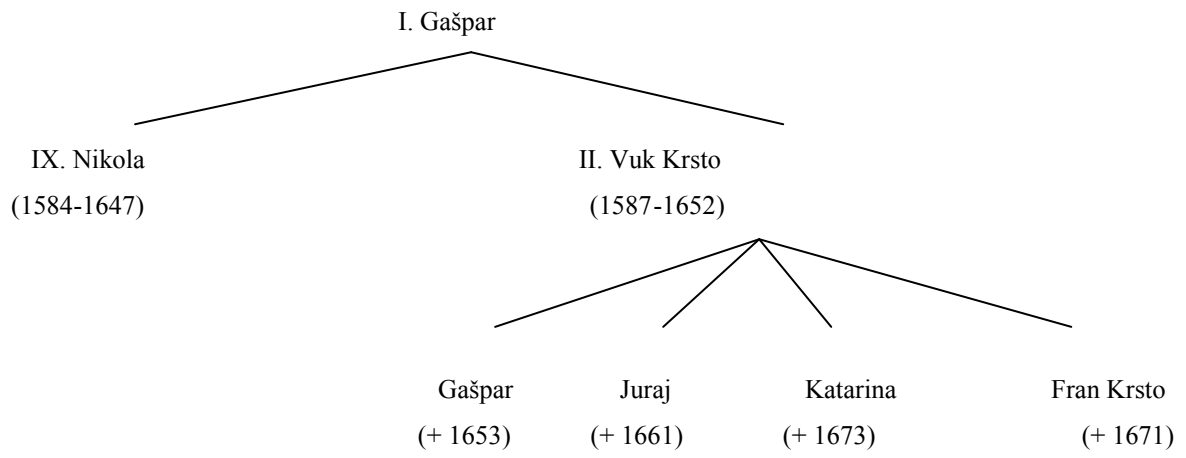 I. Gašpar
IX. Nikola II. Vuk Krsto
(1584-1647) (1587-1652)
Gašpar Juraj Katarina Fran Krsto
(+ 1653) (+ 1661) (+ 1673) (+ 1671)